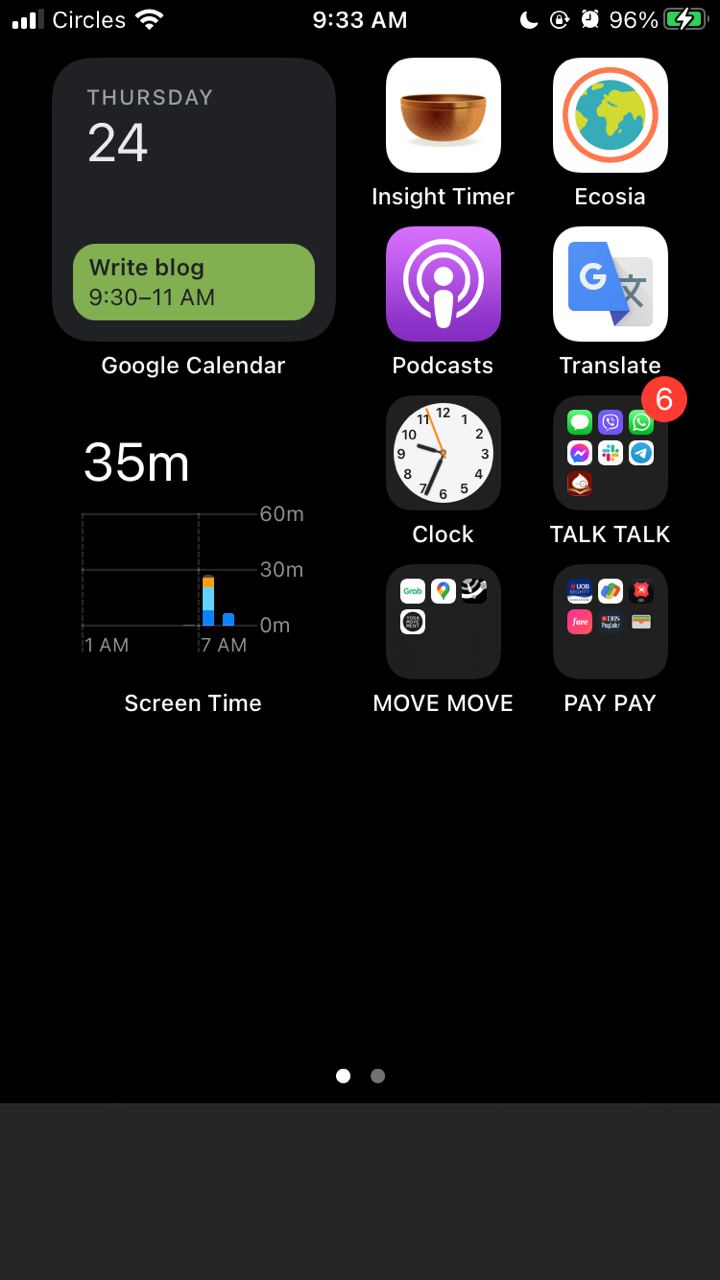 Circles
9:33 AM
96%
THURSDAY
24
Write blog
9:30–11 AM
Google Calendar
Insight Timer
Ecosia
G 文
Podcasts
Translate
35m
60m
30m
0m
1 AM
7 AM
Screen Time
12
1
2
3
4
5
6
7
8
9
10
11
Clock
6
TALK TALK
Grab
YOGA
MOVE
MENT
MOVE MOVE
UOB
MIGHTY
fave
DBS
PayLah!
PAY PAY